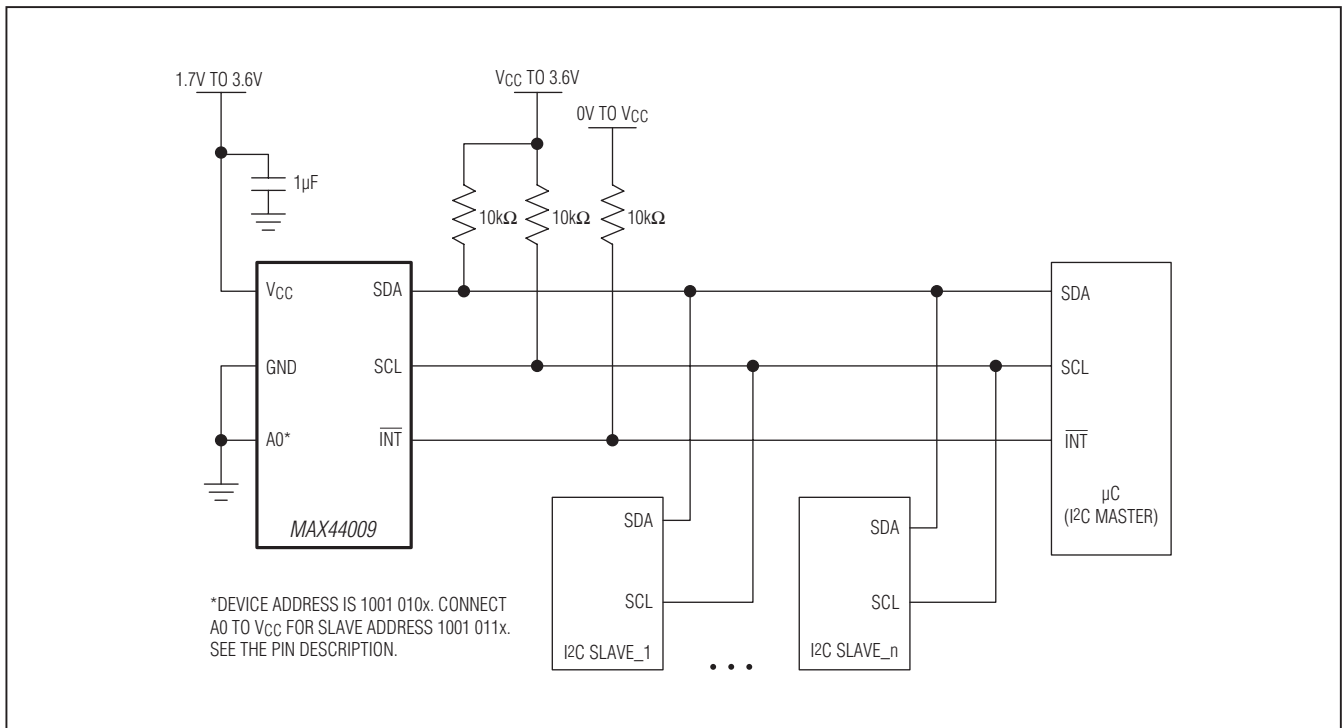 1.7V TO 3.6V
VCC TO 3.6V
0V TO VCC
1µF
10kΩ
10kΩ
10kΩ
VCC
SDA
GND
SCL
A0*
INT
MAX44009
SDA
SCL
INT
µC
(I²C MASTER)
SDA
SCL
I²C SLAVE_1
• • •
SDA
SCL
I²C SLAVE_n
*DEVICE ADDRESS IS 1001 010x. CONNECT
A0 TO VCC FOR SLAVE ADDRESS 1001 011x.
SEE THE PIN DESCRIPTION.